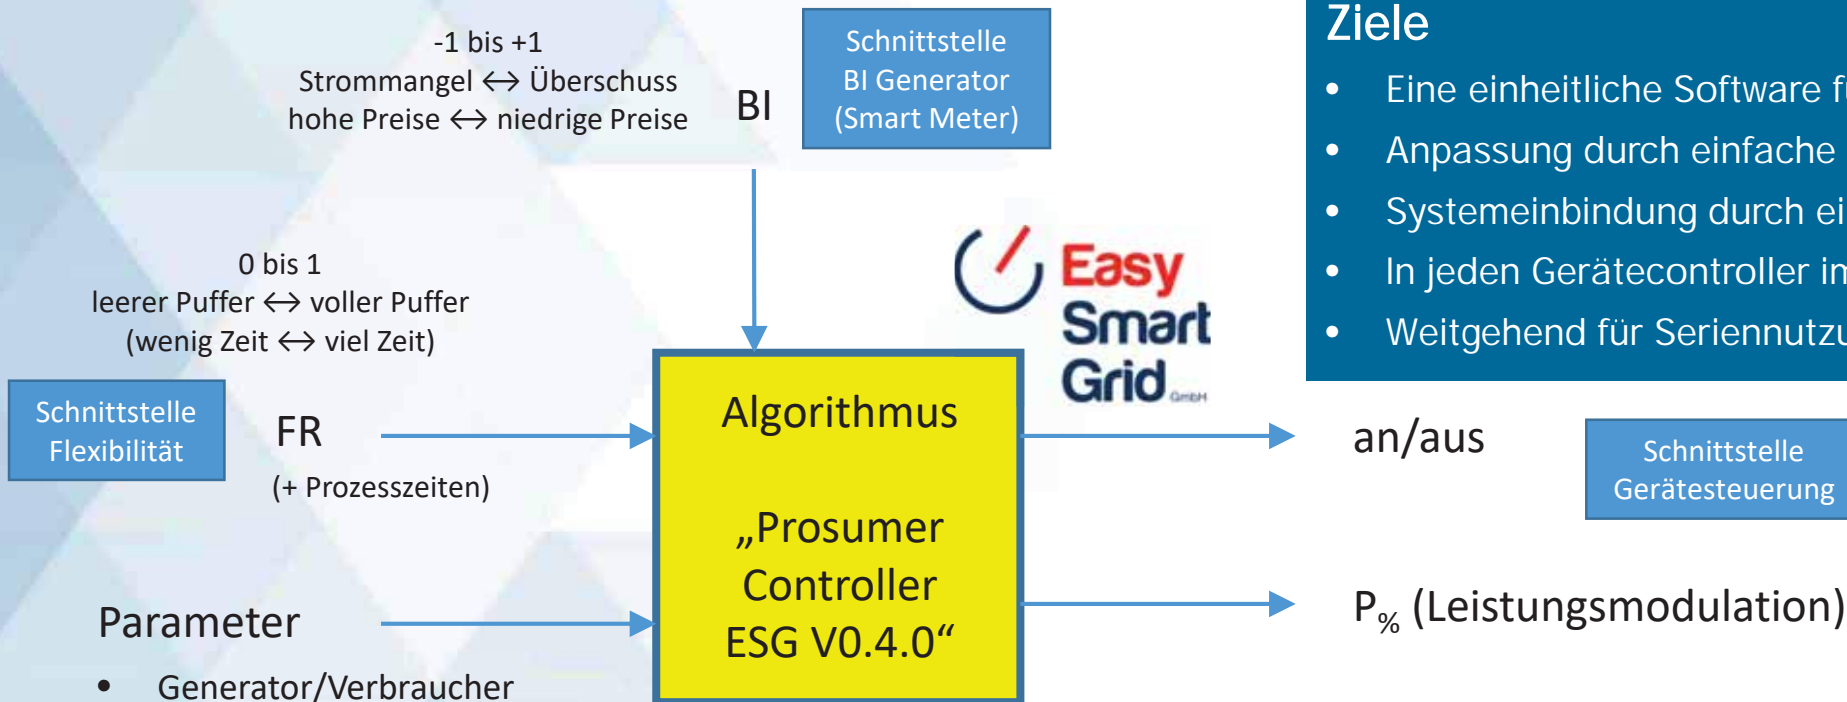 -1 bis +1
Strommangel ↔ Überschuss
hohe Preise ↔ niedrige Preise
BI
Schnittstelle
BI Generator
(Smart Meter)
Ziele
• Eine einheitliche Software
• Anpassung durch einfache
• Systemeinbindung durch
• In jeden Gerätecontroller
• Weitgehend für
0 bis 1
leerer Puffer ↔ voller Puffer
(wenig Zeit ↔ viel Zeit)
Schnittstelle
Flexibilität
FR
(+ Prozesszeiten)
Parameter
• Generator/Verbraucher
Algorithmus
„Prosumer
Controller
ESG V0.4.0“
Easy
Smart
Grid GmbH
an/aus
Schnittstelle
Gerätesteuerung
P% (Leistungsmodulation)